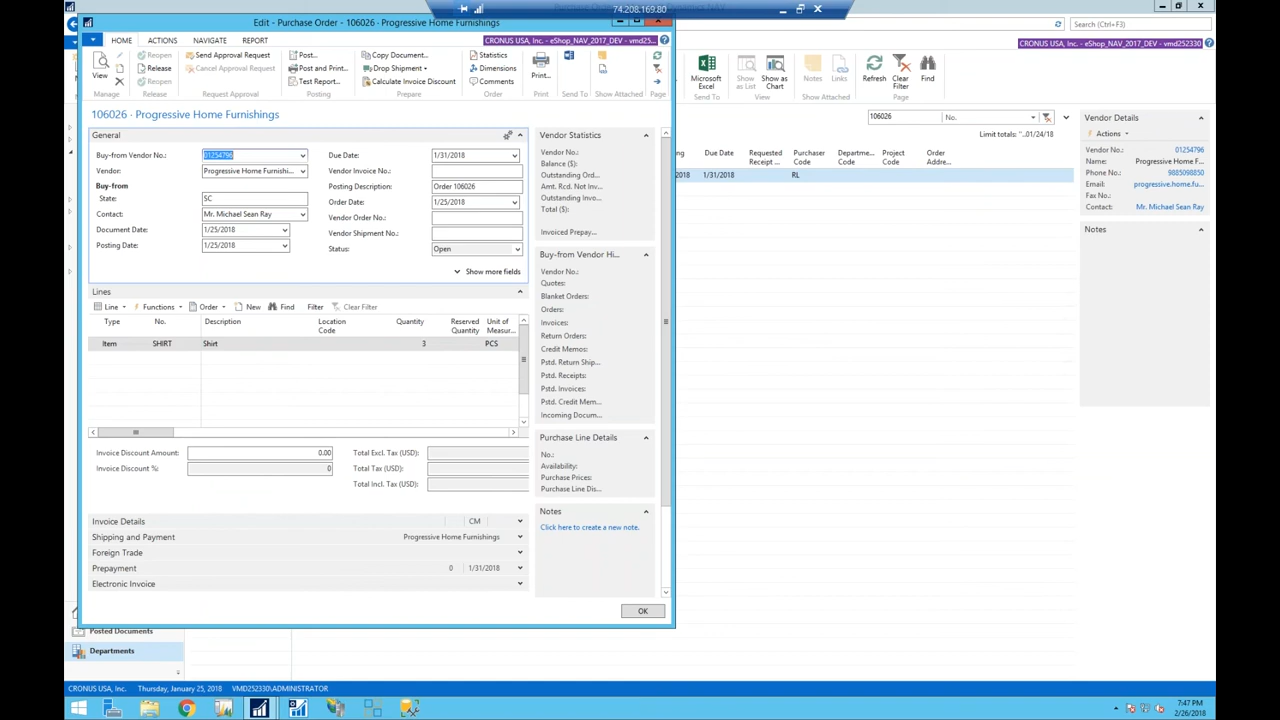 74.208.169.80
Edit - Purchase Order - 106026 · Progressive Home Furnishings
HOME ACTIONS NAVIGATE REPORT
CRONUS USA, Inc. - eShop_NAV_2017_DEV - vmd25...
View
Manage
Reopen
Release
Reopen
Release
Send Approval Request
Cancel Approval Request
Request Approval
Post...
Post and Print...
Test Report...
Posting
Copy Document...
Drop Shipment
Calculate Invoice Discount
Prepare
Statistics
Dimensions
Comments
Order
Print...
Print
Send To
Show Attached
Page
Search (Ctrl+F3)
CRONUS USA, Inc. - eShop_NAV_2017_DEV - vmd252330
Microsoft Excel
Send To
Show as List
Show as Chart
View
Notes
Links
Show Attached
Refresh
Clear Filter
Find
Page
106026 · Progressive Home Furnishings
General
Buy-from Vendor No.: 01254796
Vendor: Progressive Home Furnishi...
Buy-from
State: SC
Contact: Mr. Michael Sean Ray
Document Date: 1/25/2018
Posting Date: 1/25/2018
Due Date: 1/31/2018
Vendor Invoice No.:
Posting Description: Order 106026
Order Date: 1/25/2018
Vendor Order No.:
Vendor Shipment No.:
Status: Open
Show more fields
Lines
Line Functions Order New Find Filter Clear Filter
Type No. Description Location Code Quantity Reserved Quantity Unit of Measur...
Item SHIRT Shirt 3 PCS
Invoice Discount Amount: 0.00
Invoice Discount %: 0
Total Excl. Tax (USD):
Total Tax (USD):
Total Incl. Tax (USD):
Invoice Details CM
Shipping and Payment Progressive Home Furnishings
Foreign Trade
Prepayment 0 1/31/2018
Electronic Invoice
Vendor Statistics
Vendor No.:
Balance ($):
Outstanding Ord...
Amt. Rcd. Not Inv...
Outstanding Invo...
Total ($):
Invoiced Prepay...
Buy-from Vendor Hi...
Vendor No.:
Quotes:
Blanket Orders:
Orders:
Invoices:
Return Orders:
Credit Memos:
Pstd. Return Ship...
Pstd. Receipts:
Pstd. Invoices:
Pstd. Credit Mem...
Incoming Docum...
Purchase Line Details
No.:
Availability:
Purchase Prices:
Purchase Line Dis...
Notes
Click here to create a new note.
OK
106026 No.
Limit totals: ''..01/24/18
Due Date Requested Receipt ... Purchaser Code Departme... Code Project Code Order Addre...
2018 1/31/2018 RL
Vendor Details
Actions
Vendor No.: 01254796
Name: Progressive Home F...
Phone No.: 9885098850
Email: progressive.home.fu...
Fax No.:
Contact: Mr. Michael Sean Ray
Notes
Posted Documents
Departments
CRONUS USA, Inc. Thursday, January 25, 2018 VMD252330\ADMINISTRATOR
7:47 PM
2/26/2018